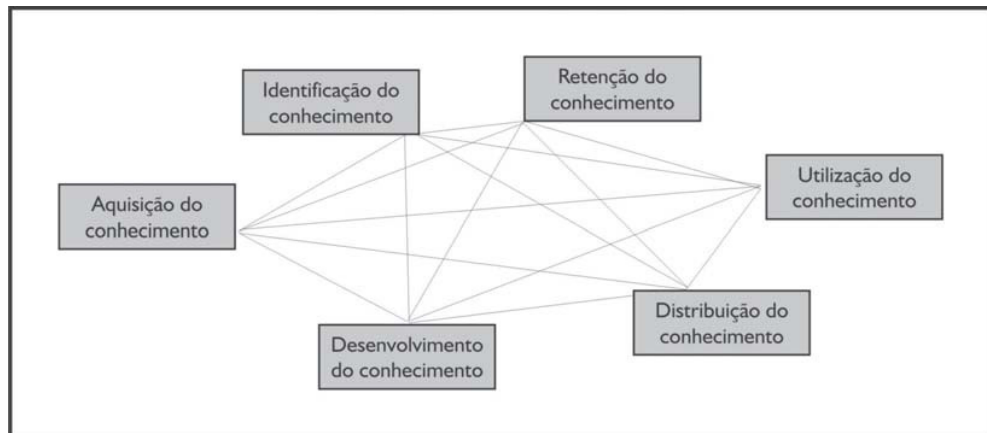 Identificação do
conhecimento
Retenção do
conhecimento
Aquisição do
conhecimento
Utilização do
conhecimento
Desenvolvimento
do conhecimento
Distribuição do
conhecimento